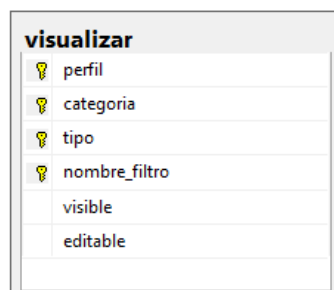 visualizar
perfil
categoria
tipo
nombre_filtro
visible
editable